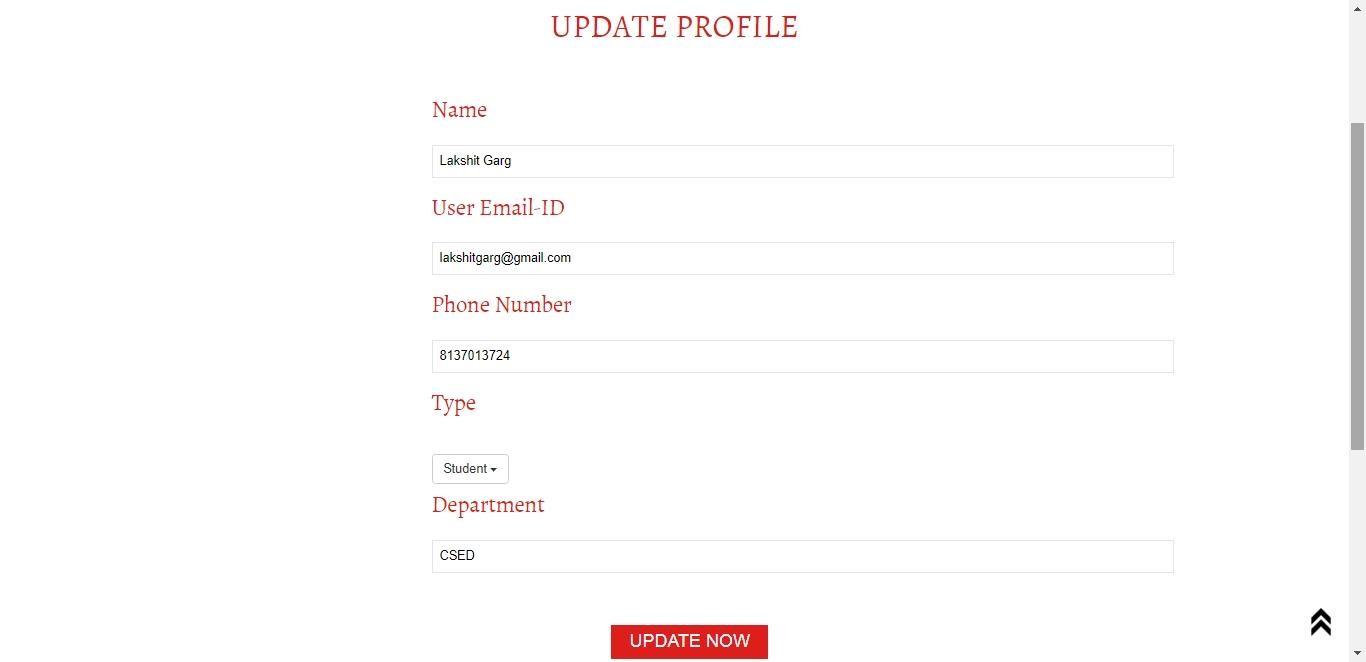 UPDATE PROFILE
Name
Lakshit Garg
User Email-ID
lakshitgarg@gmail.com
Phone Number
8137013724
Type
Student
Department
CSED
UPDATE NOW